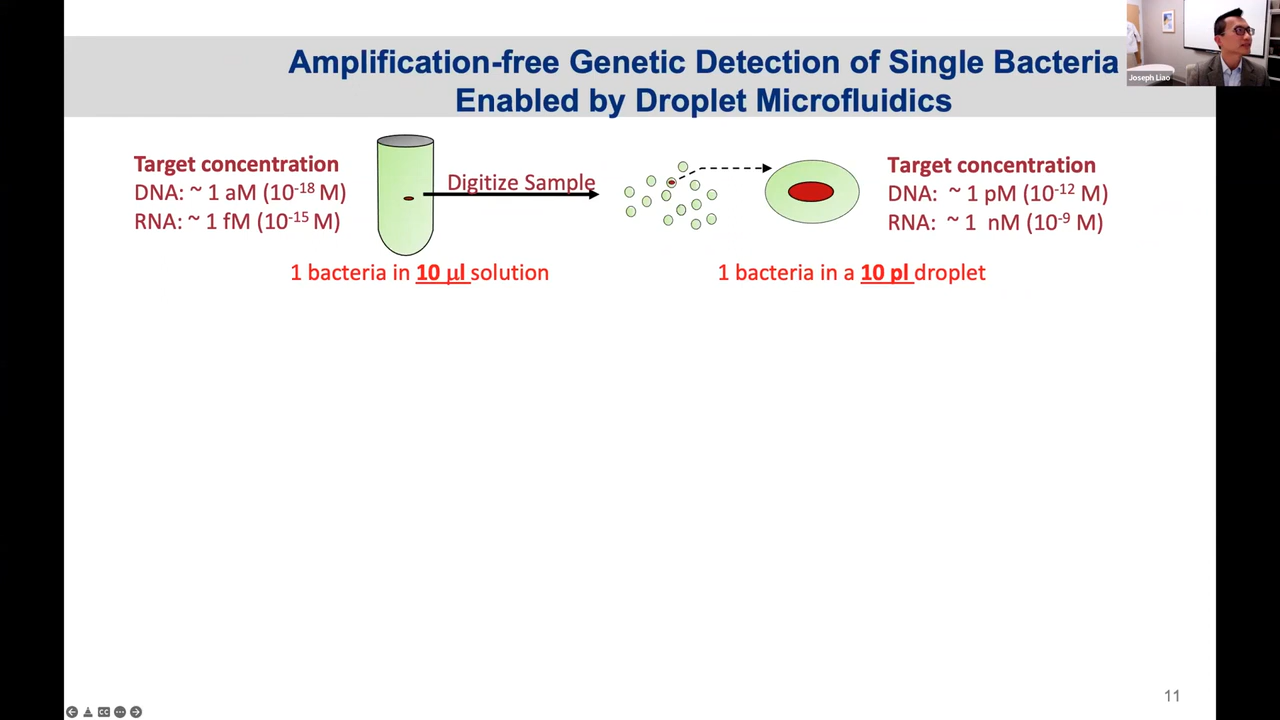 Amplification-free Genetic Detection of Single Bacteria
Enabled by Droplet Microfluidics
Joseph Liao
Target concentration
DNA: ~ 1 aM (10⁻¹⁸ M)
RNA: ~ 1 fM (10⁻¹⁵ M)
Digitize Sample
Target concentration
DNA: ~ 1 pM (10⁻¹² M)
RNA: ~ 1 nM (10⁻⁹ M)
1 bacteria in 10 µl solution
1 bacteria in a 10 pl droplet
11
CC